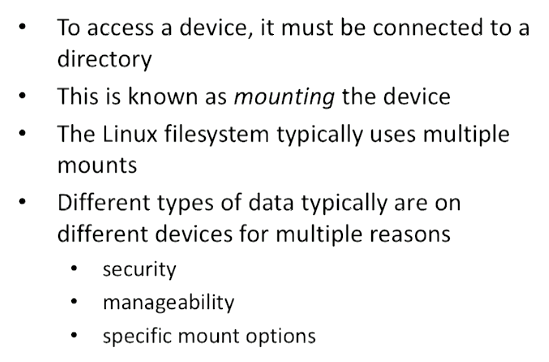 • To access a device, it must be connected to a
directory
• This is known as mounting the device
• The Linux filesystem typically uses multiple
mounts
• Different types of data typically are on
different devices for multiple reasons
• security
• manageability
• specific mount options